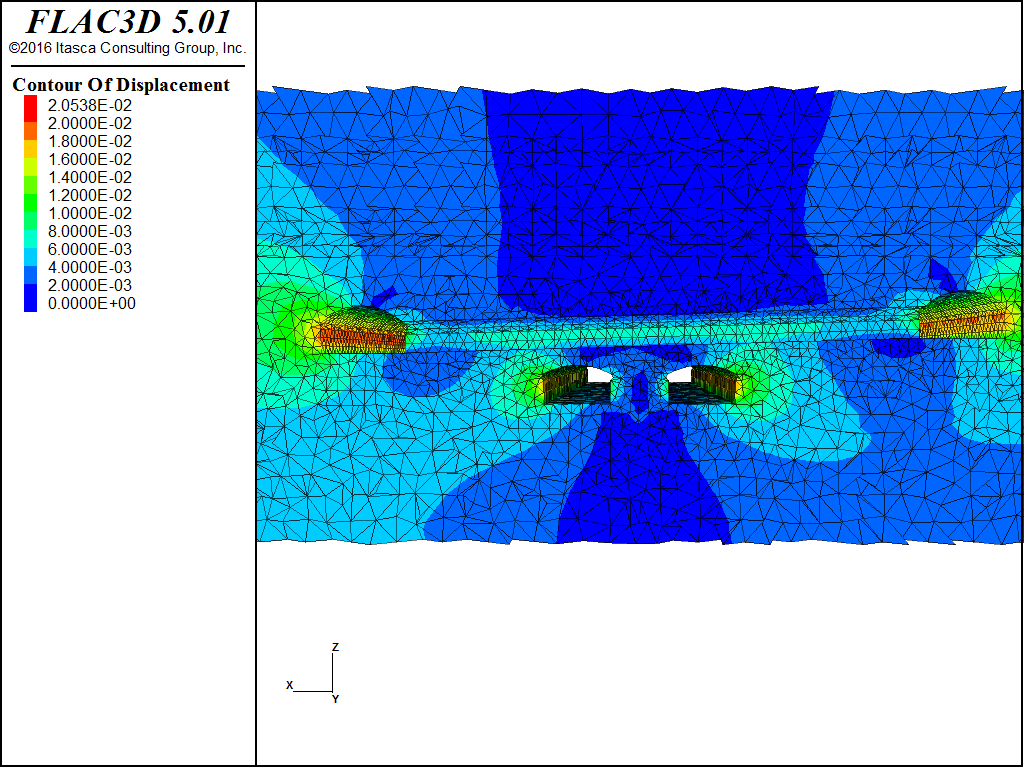 FLAC3D 5.01
©2016 Itasca Consulting Group, Inc.
Contour Of Displacement
2.0538E-02
2.0000E-02
1.8000E-02
1.6000E-02
1.4000E-02
1.2000E-02
1.0000E-02
8.0000E-03
6.0000E-03
4.0000E-03
2.0000E-03
0.0000E+00
Z
X
Y